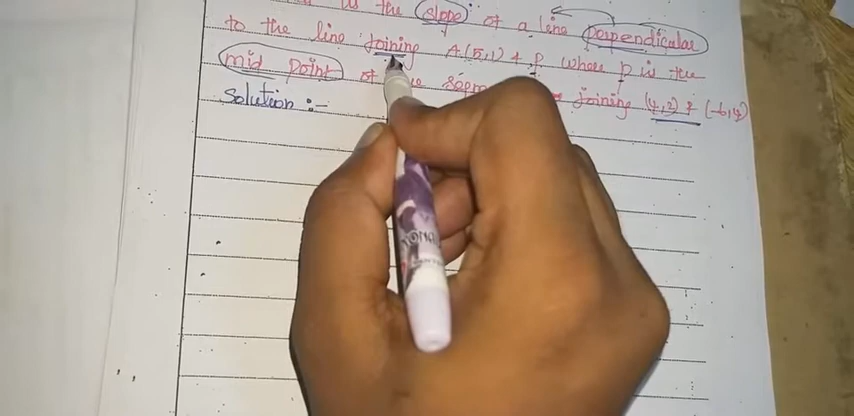 is the slope of a line perpendicular
to the line joining A(5,1) & P where p is the
mid point of joining (4,2) & (-6,4)
Solution :-